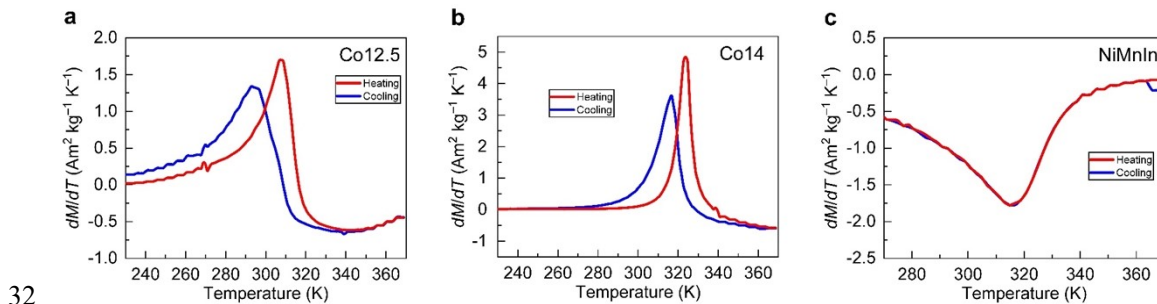 a
Co12.5
Heating
Cooling
dM/dT (Am² kg⁻¹ K⁻¹)
2.0
1.5
1.0
0.5
0.0
-0.5
-1.0
240 260 280 300 320 340 360
Temperature (K)
b
Co14
Heating
Cooling
dM/dT (Am² kg⁻¹ K⁻¹)
5
4
3
2
1
0
-1
240 260 280 300 320 340 360
Temperature (K)
c
NiMnIn
Heating
Cooling
dM/dT (Am² kg⁻¹ K⁻¹)
0.5
0.0
-0.5
-1.0
-1.5
-2.0
-2.5
280 300 320 340 360
Temperature (K)
32